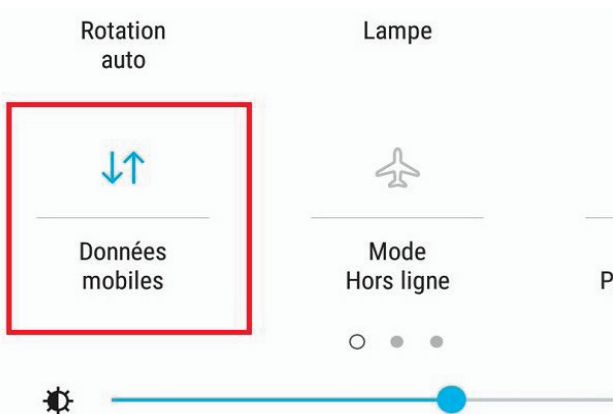 Rotation
auto
Lampe
Données
mobiles
Mode
Hors ligne
P